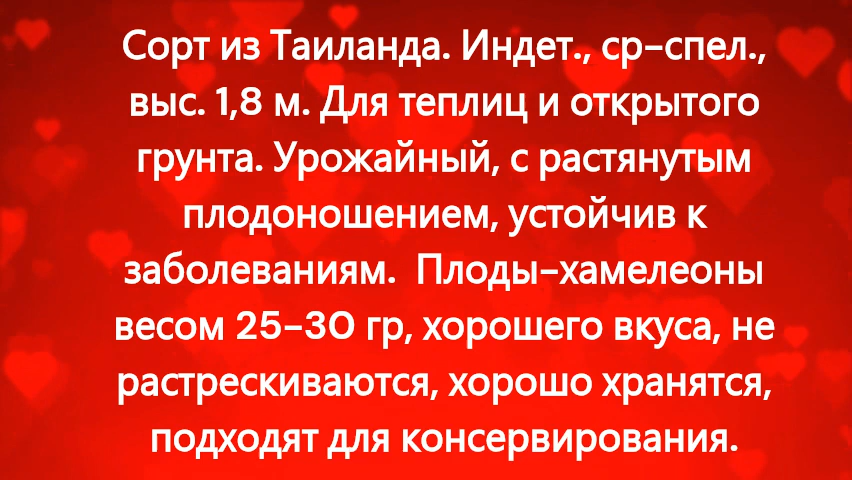 Сорт из Таиланда. Индет., ср-спел.,
выс. 1,8 м. Для теплиц и открытого
грунта. Урожайный, с растянутым
плодоношением, устойчив к
заболеваниям. Плоды-хамелеоны
весом 25-30 гр, хорошего вкуса, не
растрескиваются, хорошо хранятся,
подходят для консервирования.